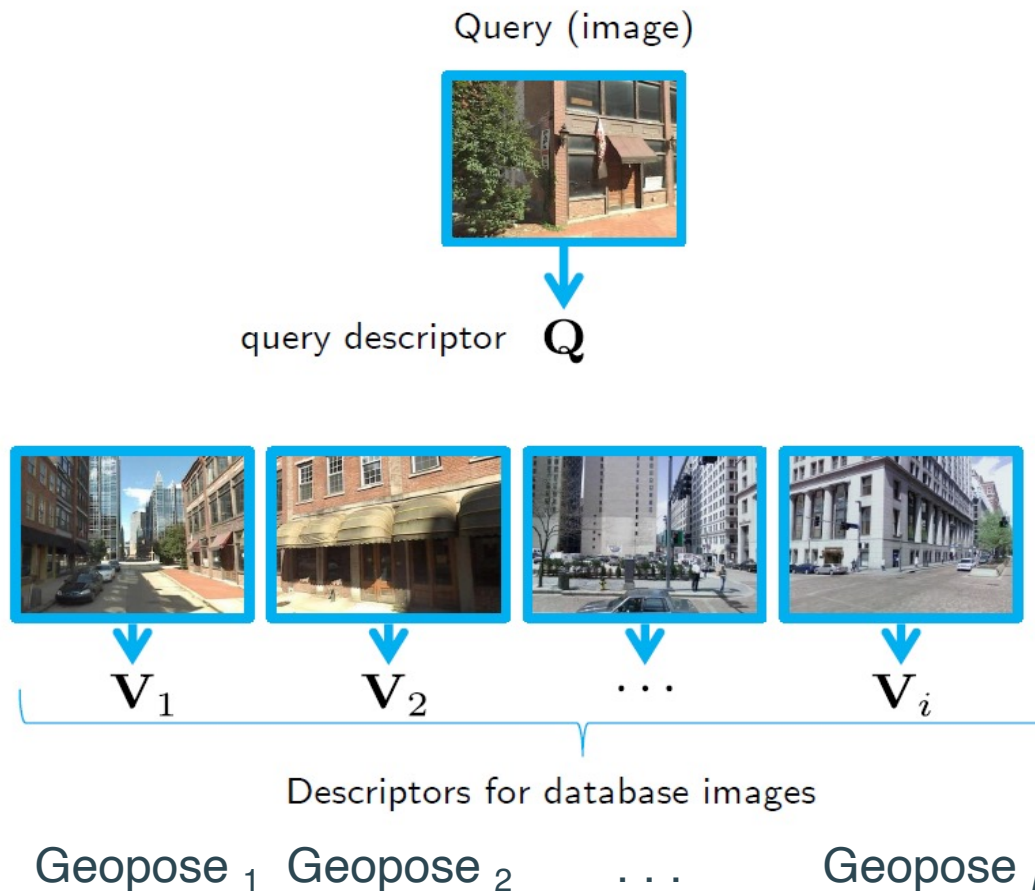 Query (image)
query descriptor Q
V1 V2 ... Vi
Descriptors for database images
Geopose 1 Geopose 2 ... Geopose